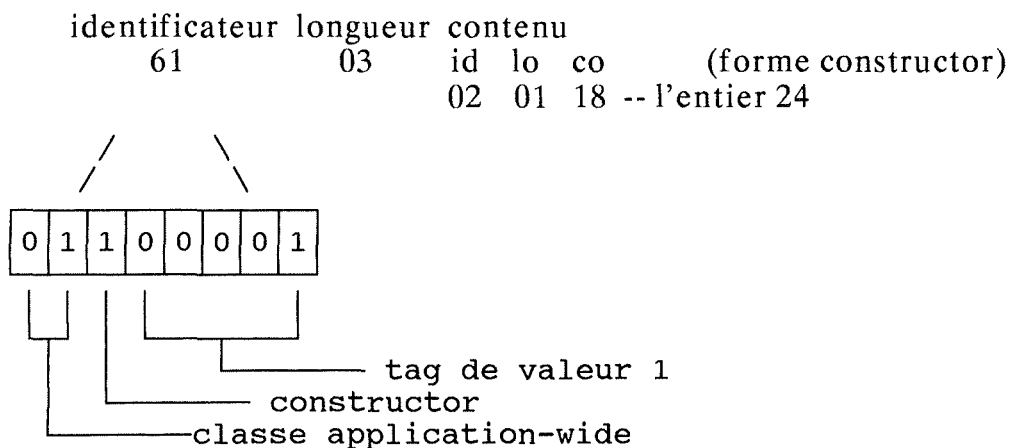 identificateur longueur contenu
61 03 id lo co (forme constructor)
02 01 18 -- l'entier 24
0 1 1 0 0 0 0 1
tag de valeur 1
constructor
classe application-wide